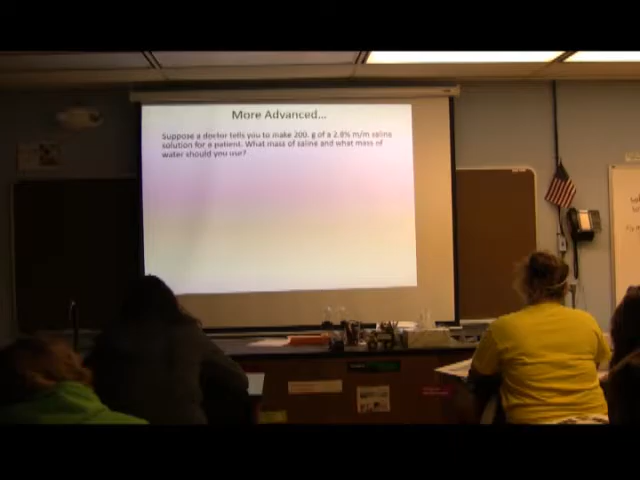 More Advanced...
Suppose a doctor tells you to make 200. g of a 2.8% m/m saline
solution for a patient. What mass of saline and what mass of
water should you use?